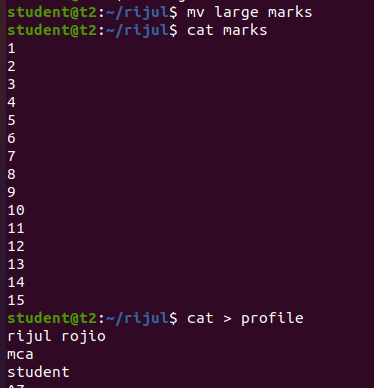 student@t2:~/rijul$ mv large marks
student@t2:~/rijul$ cat marks
1
2
3
4
5
6
7
8
9
10
11
12
13
14
15
student@t2:~/rijul$ cat > profile
rijul rojio
mca
student
^Z